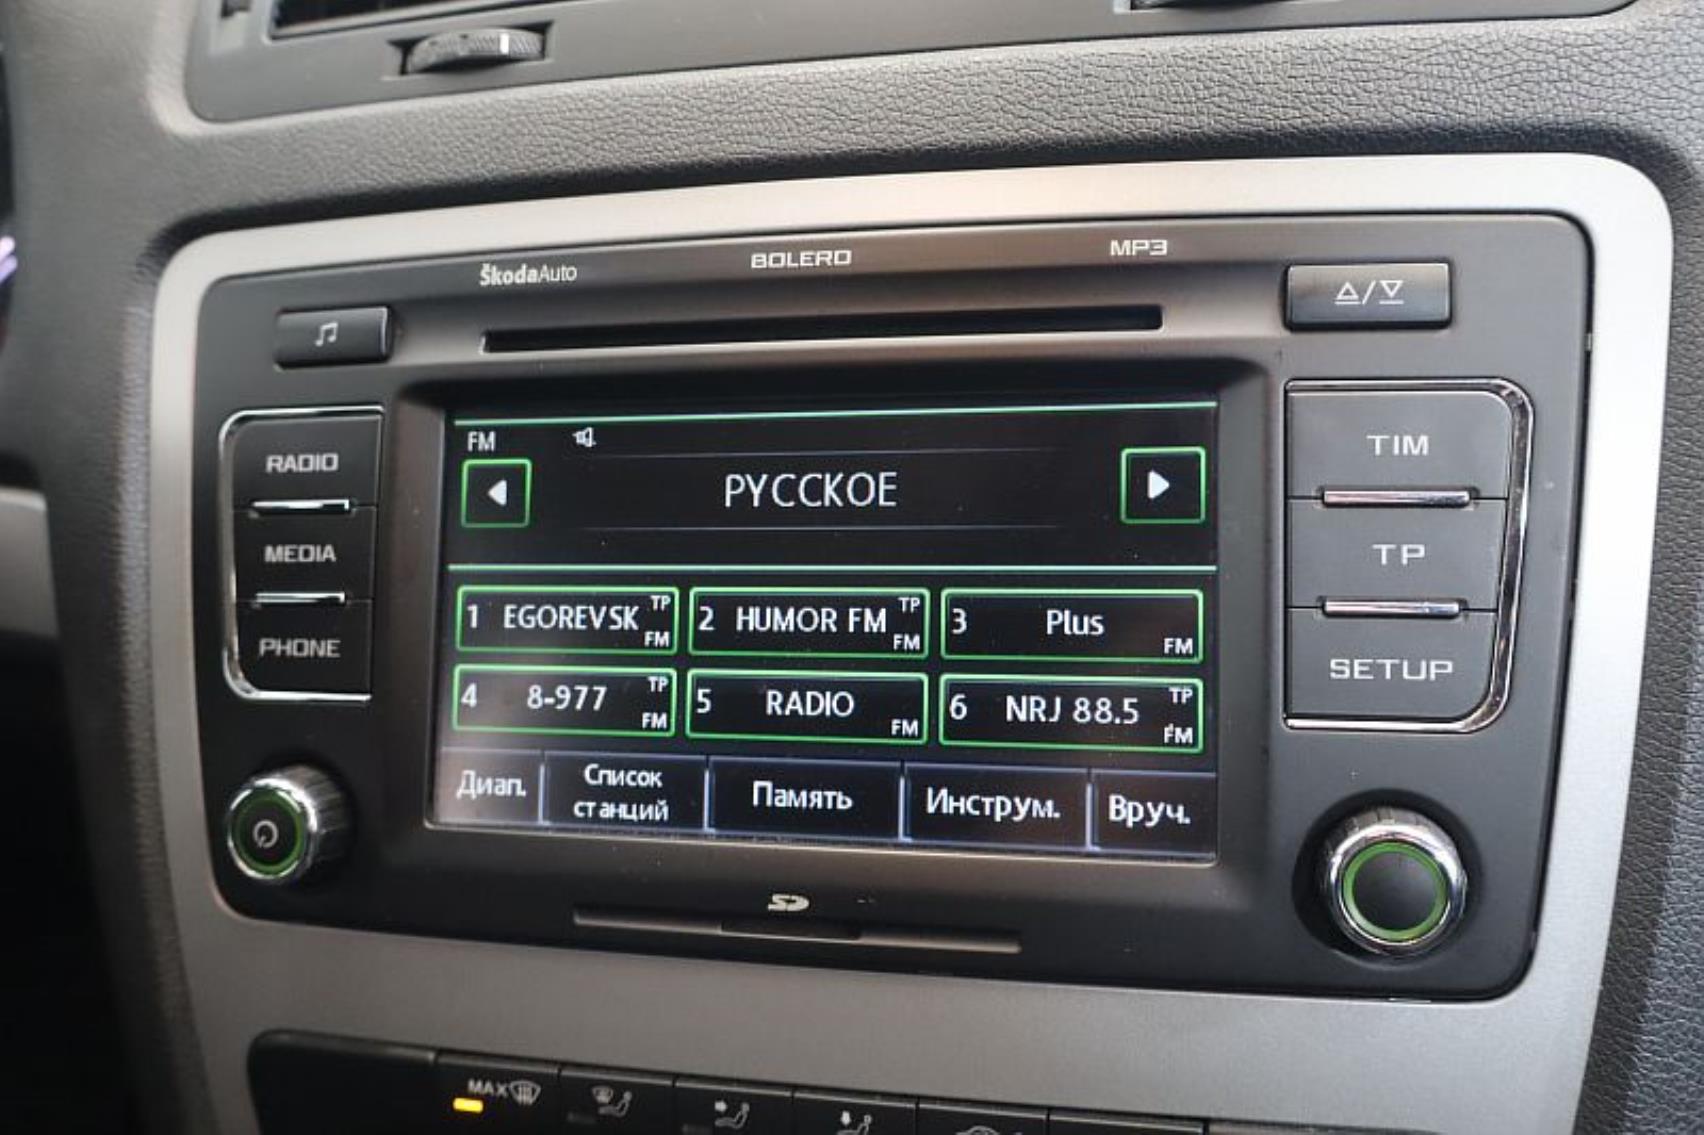 ŠkodaAuto
BOLERO
MP3
RADIO
MEDIA
PHONE
TIM
TP
SETUP
FM
РУССКОЕ
1 EGOREVSK TP FM
2 HUMOR FM TP FM
3 Plus FM
4 8-977 TP FM
5 RADIO FM
6 NRJ 88.5 TP FM
Диап.
Список
станций
Память
Инструм.
Вруч.
SD
MAX